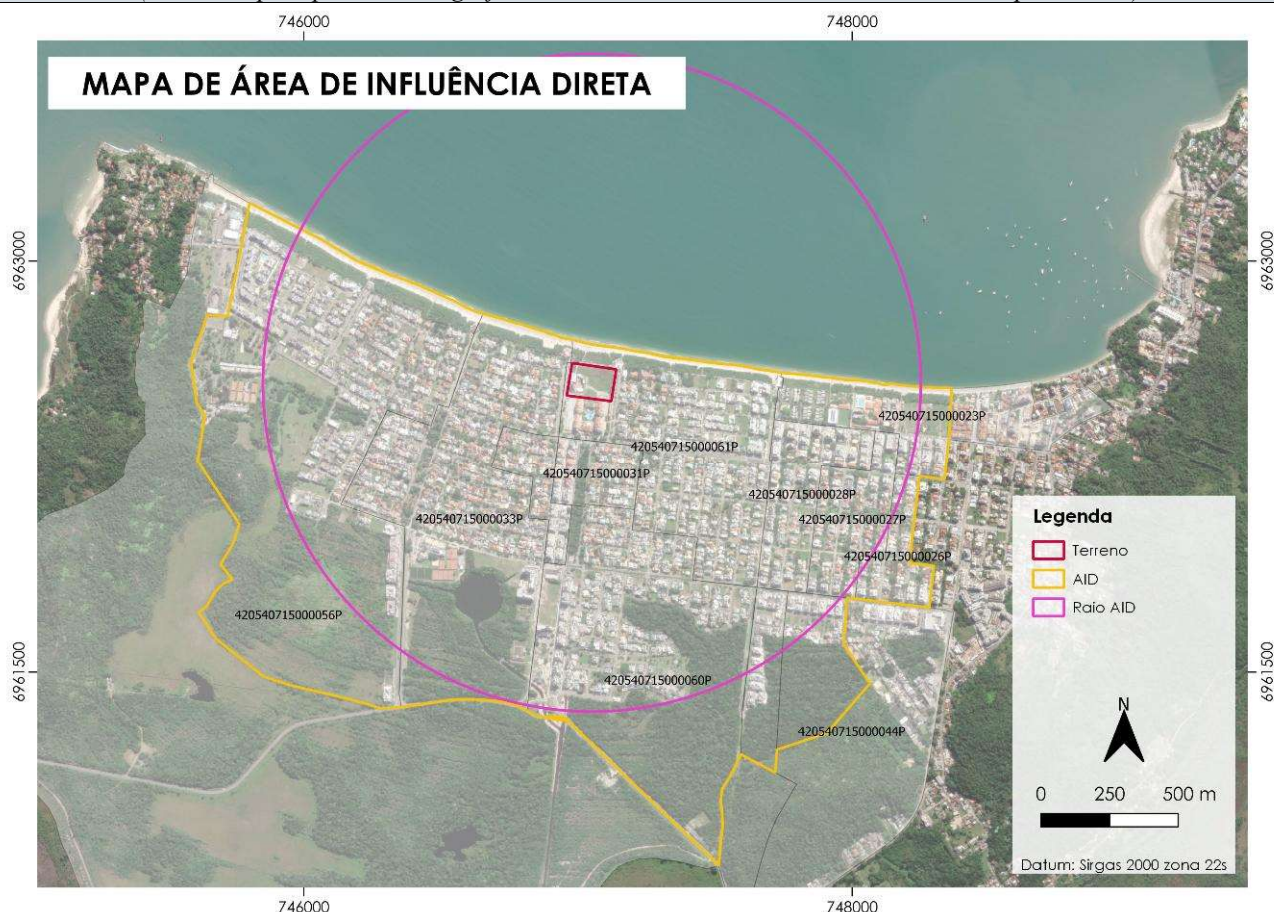 746000 748000
MAPA DE ÁREA DE INFLUÊNCIA DIRETA
6963000 6963000
420540715000023P
420540715000061P
420540715000031P
420540715000028P
420540715000033P
420540715000027P
420540715000026P
420540715000056P
420540715000060P
420540715000044P
6961500 6961500
Legenda
Terreno
AID
Raio AID
N
0 250 500 m
Datum: Sirgas 2000 zona 22s
746000 748000